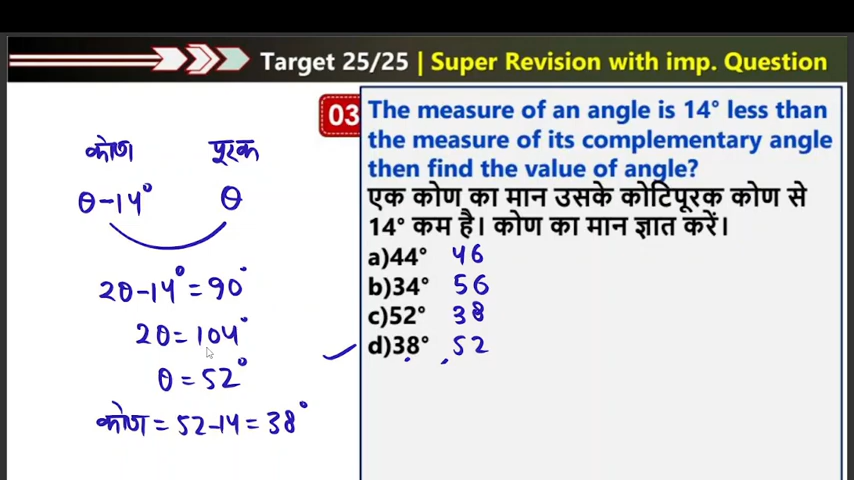 Target 25/25 | Super Revision with imp. Question
03
The measure of an angle is 14° less than
the measure of its complementary angle
then find the value of angle?
एक कोण का मान उसके कोटिपूरक कोण से
14° कम है। कोण का मान ज्ञात करें।
a)44° 46
b)34° 56
c)52° 38
d)38° 52
कोण पूरक
θ-14° θ
2θ-14° = 90°
2θ = 104°
θ = 52°
कोण = 52-14 = 38°